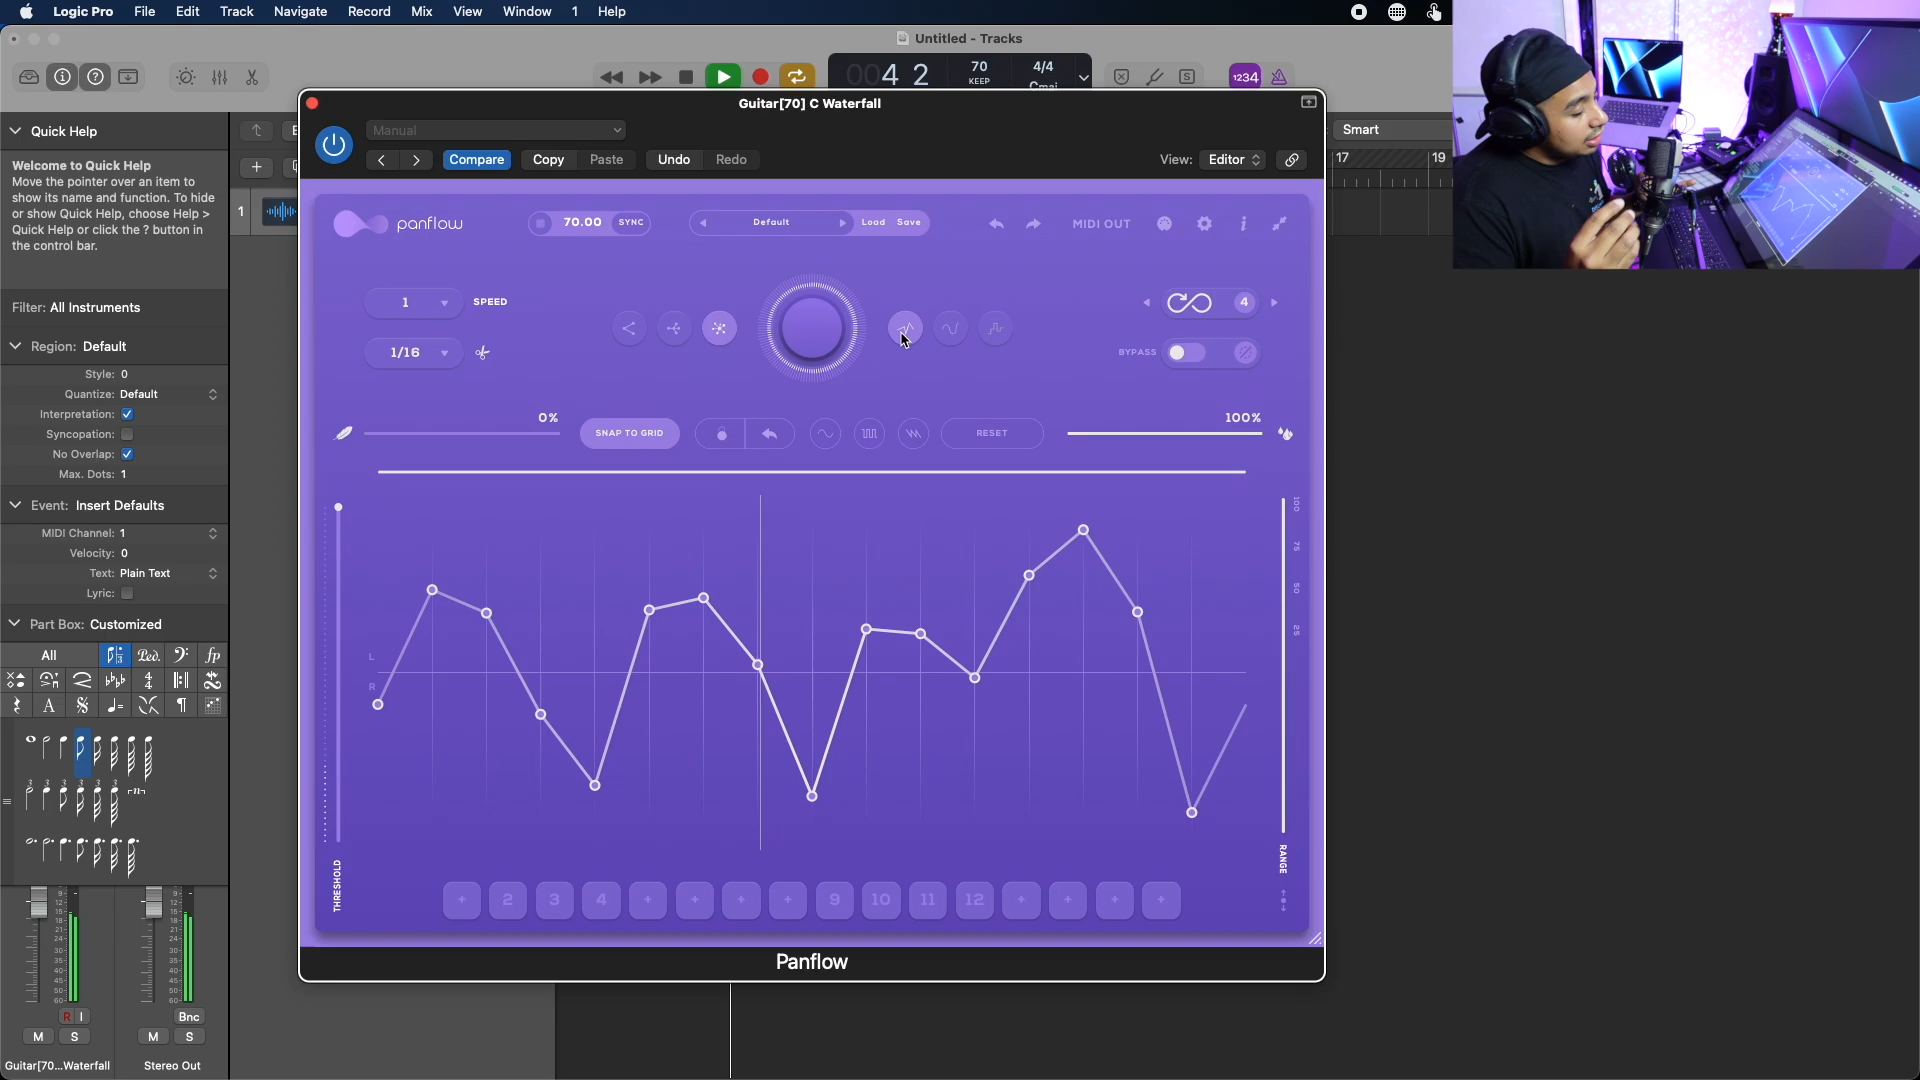 Logic Pro File Edit Track Navigate Record Mix View Window 1 Help
Untitled - Tracks
004 2 70 KEEP 4/4 Cmaj
1234
Guitar[70] C Waterfall
Quick Help
Manual
Smart
Compare Copy Paste Undo Redo View: Editor
17 19
Welcome to Quick Help
Move the pointer over an item to
show its name and function. To hide
or show Quick Help, choose Help >
Quick Help or click the ? button in
the control bar.
1
panflow 70.00 SYNC Default Load Save MIDI OUT
1 SPEED 4
Filter: All Instruments
Region: Default
1/16 BYPASS
Style: 0
Quantize: Default
Interpretation:
Syncopation:
No Overlap:
Max. Dots: 1
0% 100%
SNAP TO GRID RESET
Event: Insert Defaults
MIDI Channel: 1
Velocity: 0
Text: Plain Text
Lyric:
100
75
50
25
L
R
Part Box: Customized
All
THRESHOLD
RANGE
+ 2 3 4 + + + + 9 10 11 12 + + + +
Panflow
R I Bnc
M S M S
Guitar[70...Waterfall Stereo Out